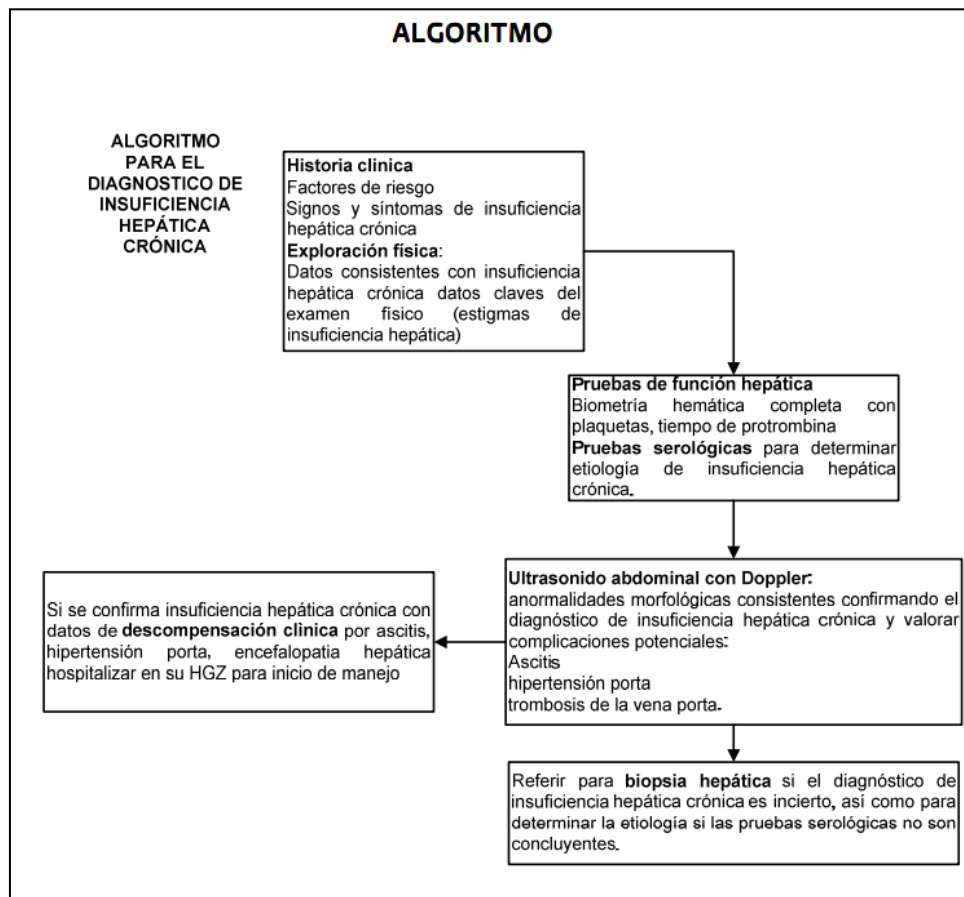 ALGORITMO
ALGORITMO
PARA EL
DIAGNOSTICO DE
INSUFICIENCIA
HEPÁTICA
CRÓNICA
Historia clinica
Factores de riesgo
Signos y síntomas de insuficiencia
hepática crónica
Exploración física:
Datos consistentes con insuficiencia
hepática crónica datos claves del
examen físico (estigmas de
insuficiencia hepática)
Pruebas de función hepática
Biometría hemática completa con
plaquetas, tiempo de protrombina
Pruebas serológicas para determinar
etiología de insuficiencia hepática
crónica.
Ultrasonido abdominal con Doppler:
anormalidades morfológicas consistentes confirmando el
diagnóstico de insuficiencia hepática crónica y valorar
complicaciones potenciales:
Ascitis
hipertensión porta
trombosis de la vena porta.
Si se confirma insuficiencia hepática crónica con
datos de descompensación clinica por ascitis,
hipertensión porta, encefalopatia hepática
hospitalizar en su HGZ para inicio de manejo
Referir para biopsia hepática si el diagnóstico de
insuficiencia hepática crónica es incierto, así como para
determinar la etiología si las pruebas serológicas no son
concluyentes.